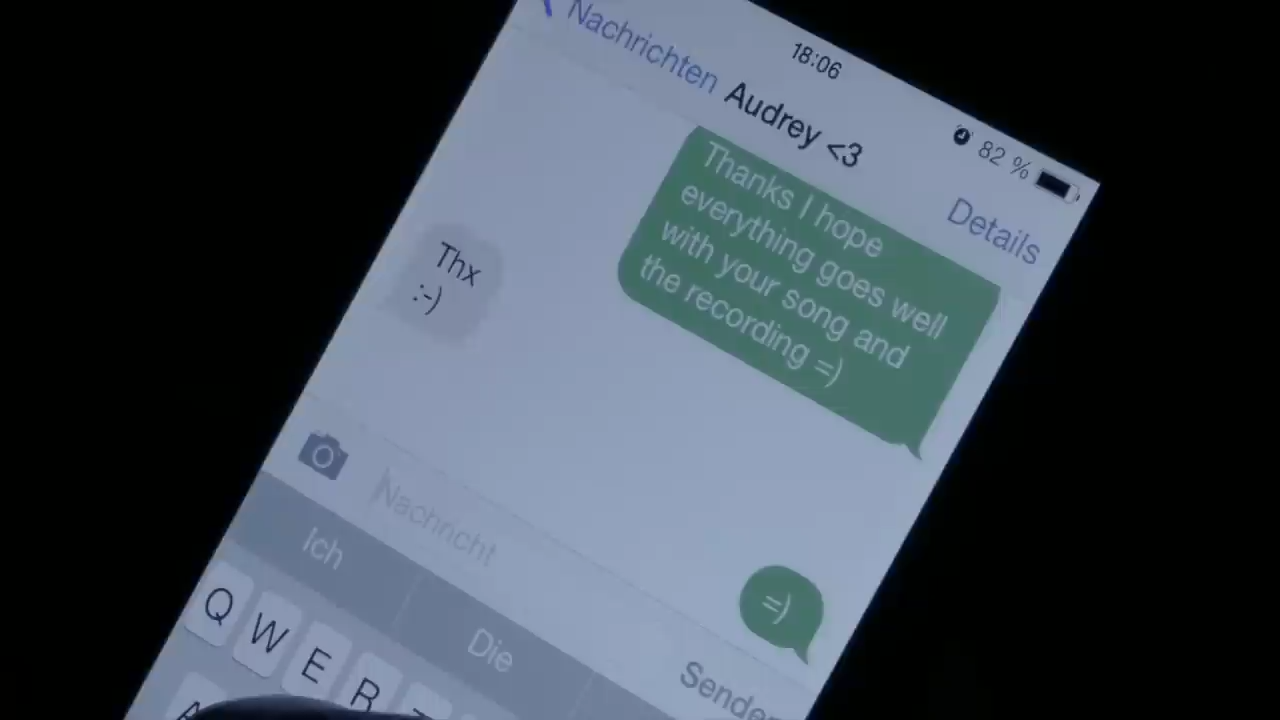 18:06
82 %
Nachrichten
Audrey <3
Details
Thanks I hope
everything goes well
with your song and
the recording =)
Thx
:-)
=)
Nachricht
Ich
Die
Q W E R
A